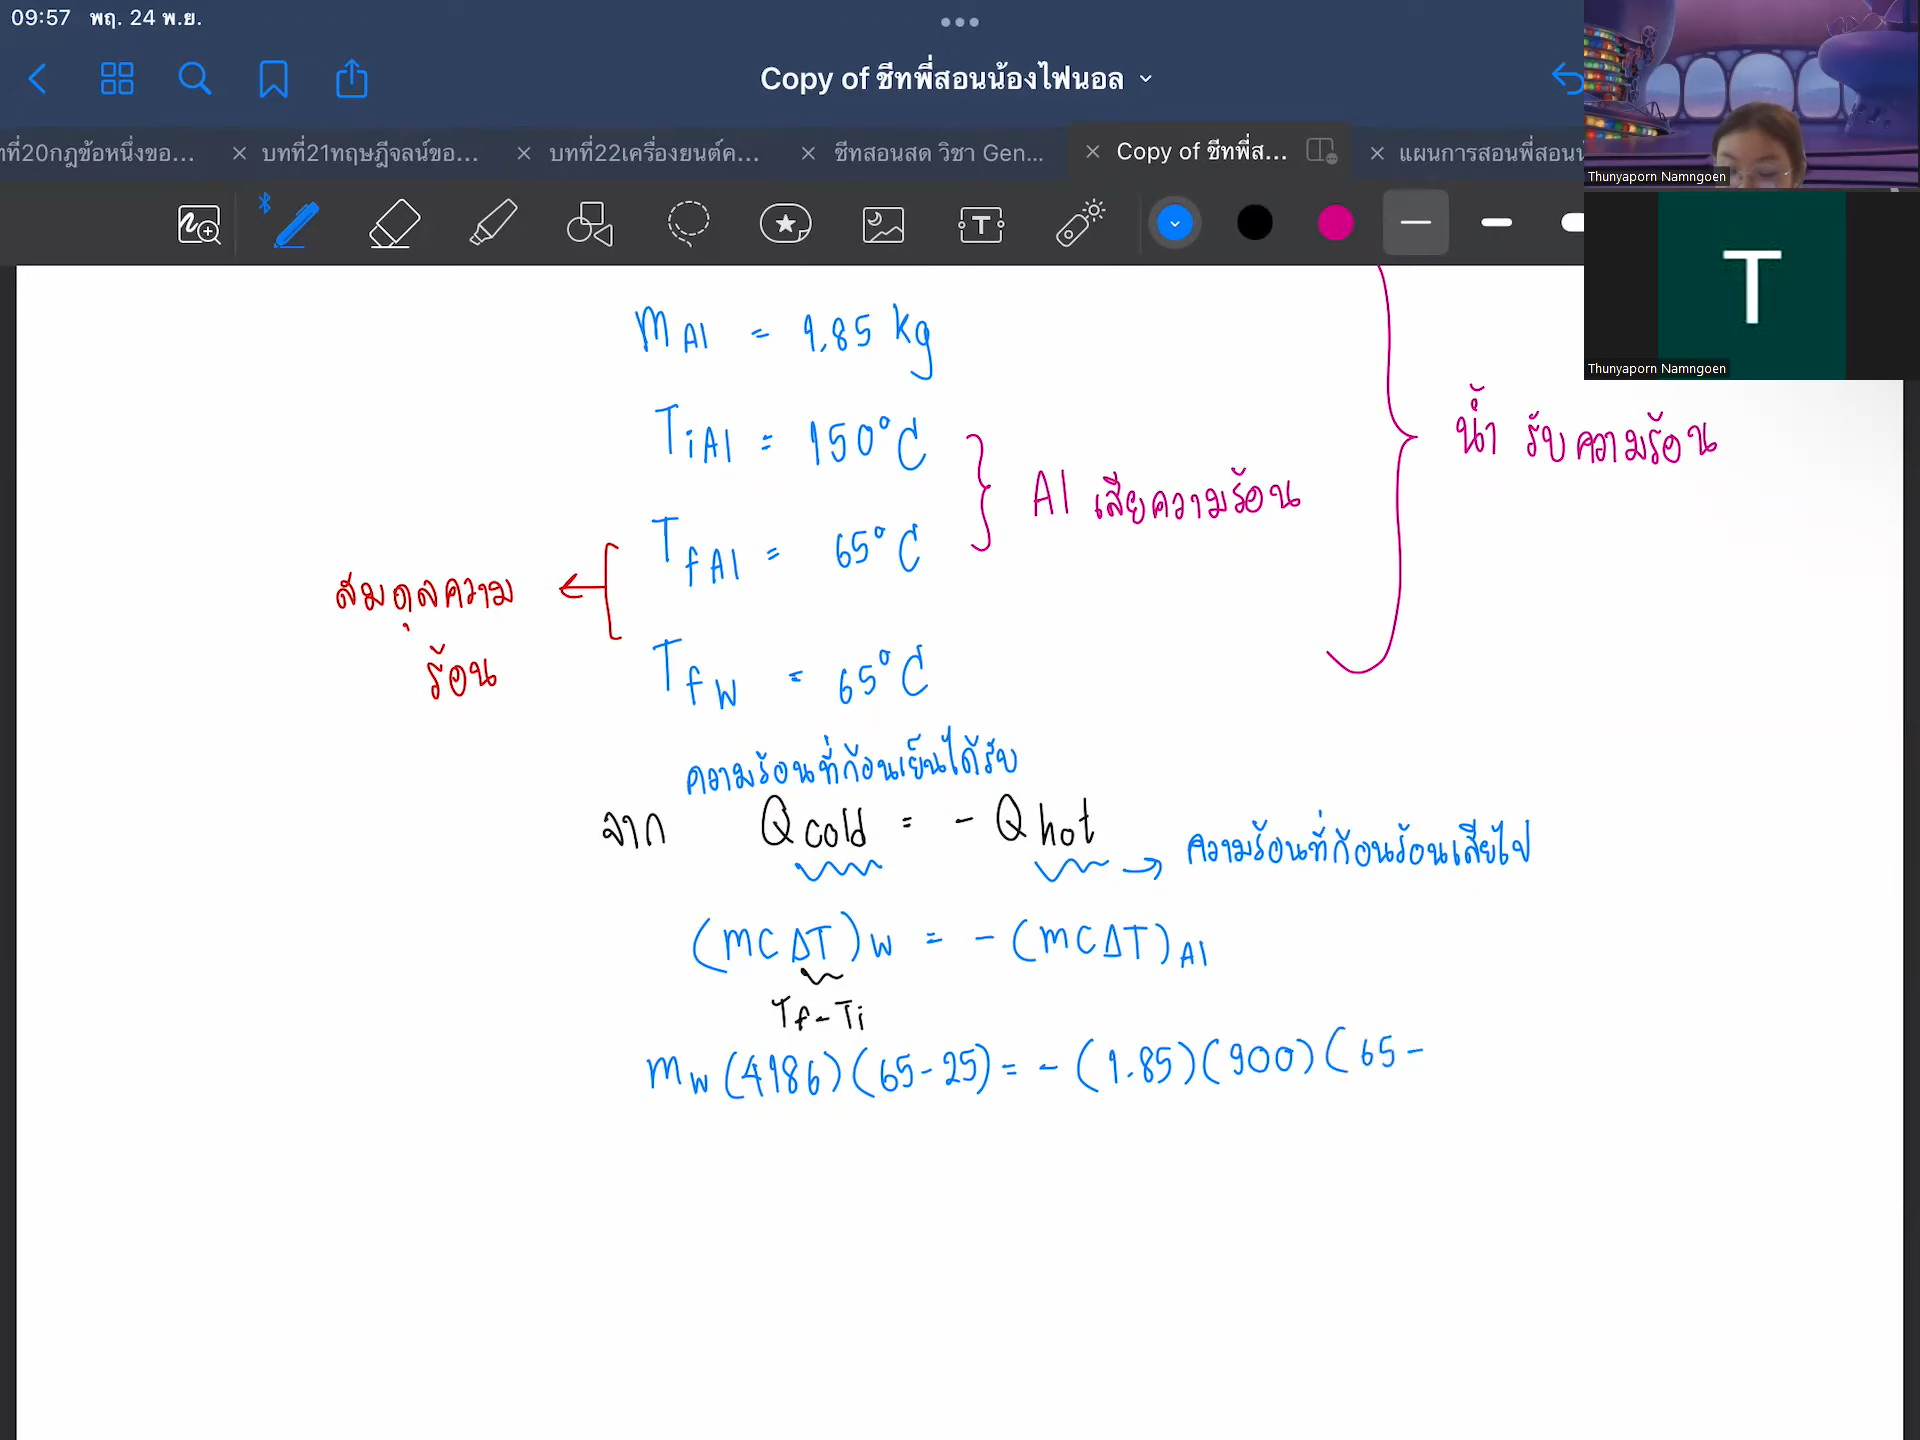 09:57 พฤ. 24 พ.ย.
Copy of ชีทพี่สอนน้องไฟนอล
ทที่20กฎข้อหนึ่งขอ... × บทที่21ทฤษฎีจลน์ขอ... × บทที่22เครื่องยนต์ค... × ชีทสอนสด วิชา Gen... × Copy of ชีทพี่ส... × แผนการสอนพี่สอน
Thunyaporn Namngoen
T
Thunyaporn Namngoen
m Al = 1.85 kg
T i Al = 150°C
น้ำ รับความร้อน
Al เสียความร้อน
T f Al = 65°C
สมดุลความ
ร้อน
T f W = 65°C
ความร้อนที่ก้อนเย็นได้รับ
จาก Q cold = - Q hot
ความร้อนที่ก้อนร้อนเสียไป
(mCΔT)w = - (mCΔT)Al
Tf - Ti
mw (4186)(65-25) = - (1.85)(900)(65 -